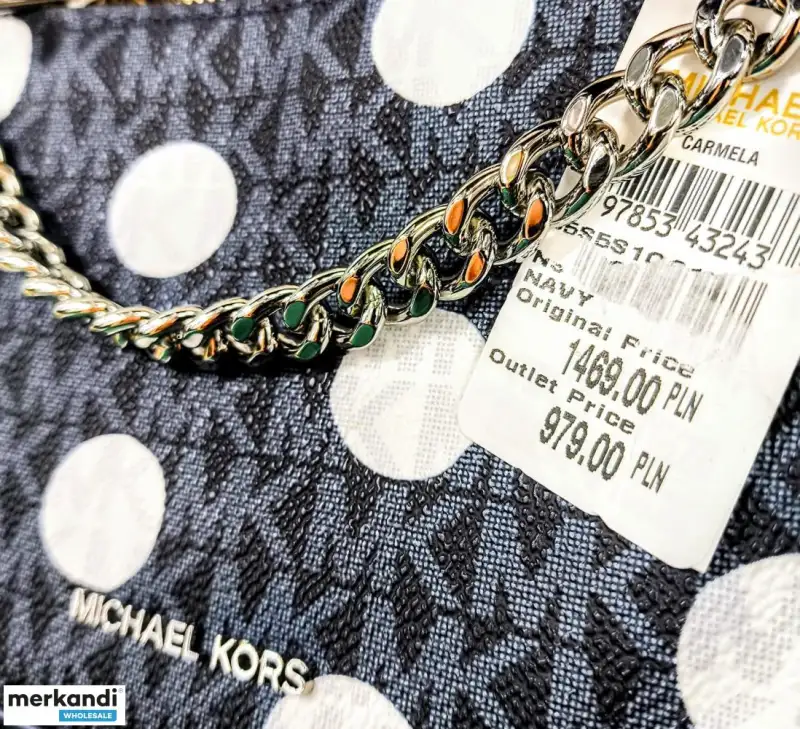 MICHAEL KORS
CARMELA
97853 43243
NAVY
Original Price
1469.00 PLN
Outlet Price
979.00 PLN
MICHAEL KORS
merkandi
WHOLESALE